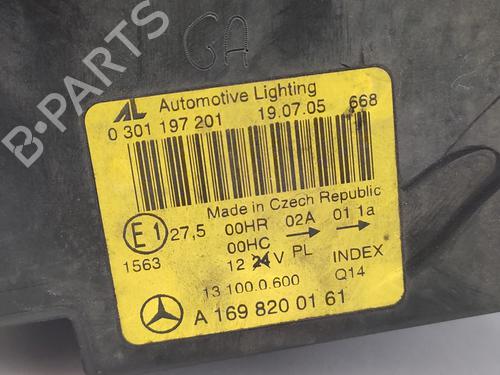 GA
AL Automotive Lighting
0 301 197 201 19.07.05 668
Made in Czech Republic
E1 27,5 00HR 02A 01 1a
00HC
1563 12 24 V PL INDEX
13 100.0.600 Q14
A 169 820 01 61
B-PARTS